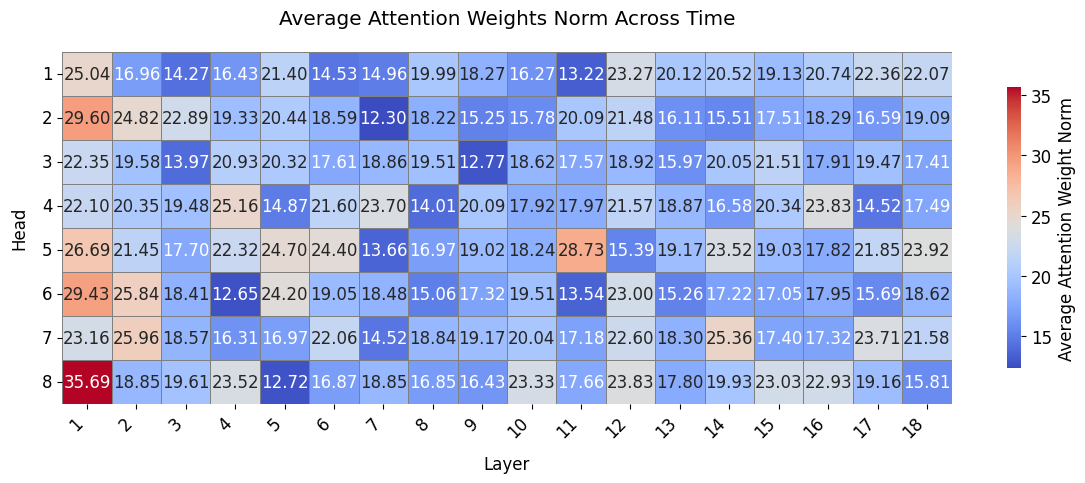 Average Attention Weights Norm Across Time
1 25.04 16.96 14.27 16.43 21.40 14.53 14.96 19.99 18.27 16.27 13.22 23.27 20.12 20.52 19.13 20.74 22.36 22.07
2 29.60 24.82 22.89 19.33 20.44 18.59 12.30 18.22 15.25 15.78 20.09 21.48 16.11 15.51 17.51 18.29 16.59 19.09
3 22.35 19.58 13.97 20.93 20.32 17.61 18.86 19.51 12.77 18.62 17.57 18.92 15.97 20.05 21.51 17.91 19.47 17.41
4 22.10 20.35 19.48 25.16 14.87 21.60 23.70 14.01 20.09 17.92 17.97 21.57 18.87 16.58 20.34 23.83 14.52 17.49
5 26.69 21.45 17.70 22.32 24.70 24.40 13.66 16.97 19.02 18.24 28.73 15.39 19.17 23.52 19.03 17.82 21.85 23.92
6 29.43 25.84 18.41 12.65 24.20 19.05 18.48 15.06 17.32 19.51 13.54 23.00 15.26 17.22 17.05 17.95 15.69 18.62
7 23.16 25.96 18.57 16.31 16.97 22.06 14.52 18.84 19.17 20.04 17.18 22.60 18.30 25.36 17.40 17.32 23.71 21.58
8 35.69 18.85 19.61 23.52 12.72 16.87 18.85 16.85 16.43 23.33 17.66 23.83 17.80 19.93 23.03 22.93 19.16 15.81
1 2 3 4 5 6 7 8 9 10 11 12 13 14 15 16 17 18
Layer
Head
35
30
25
20
15
Average Attention Weight Norm